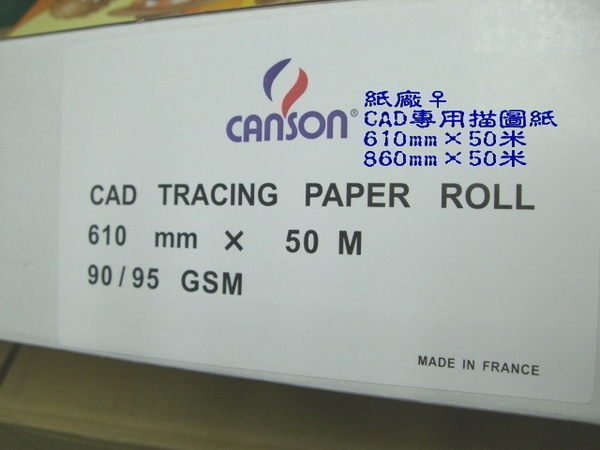 CANSON®
紙廠♀
CAD專用描圖紙
610mm×50米
860mm×50米
CAD TRACING PAPER ROLL
610 mm × 50 M
90/95 GSM
MADE IN FRANCE